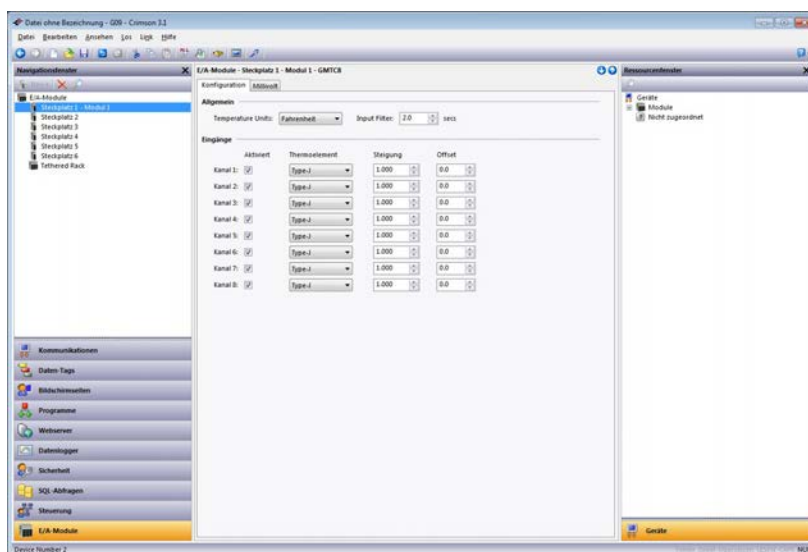 Datei ohne Bezeichnung - G09 - Crimson 3.1
Datei Bearbeiten Ansehen Los Link Hilfe
Navigationsfenster
E/A-Module
Steckplatz 1 - Modul 1
Steckplatz 2
Steckplatz 3
Steckplatz 4
Steckplatz 5
Steckplatz 6
Tethered Rack
Kommunikationen
Daten-Tags
Bildschirmseiten
Programme
Webserver
Datenlogger
Sicherheit
SQL-Abfragen
Steuerung
E/A-Module
E/A-Module - Steckplatz 1 - Modul 1 - GMTC8
Konfiguration Millivolt
Allgemein
Temperature Units: Fahrenheit Input Filter: 2.0 secs
Eingänge
Aktiviert Thermoelement Steigung Offset
Kanal 1: Type-J 1.000 0.0
Kanal 2: Type-J 1.000 0.0
Kanal 3: Type-J 1.000 0.0
Kanal 4: Type-J 1.000 0.0
Kanal 5: Type-J 1.000 0.0
Kanal 6: Type-J 1.000 0.0
Kanal 7: Type-J 1.000 0.0
Kanal 8: Type-J 1.000 0.0
Ressourcenfenster
Geräte
Module
Nicht zugeordnet
Geräte
Device Number 2